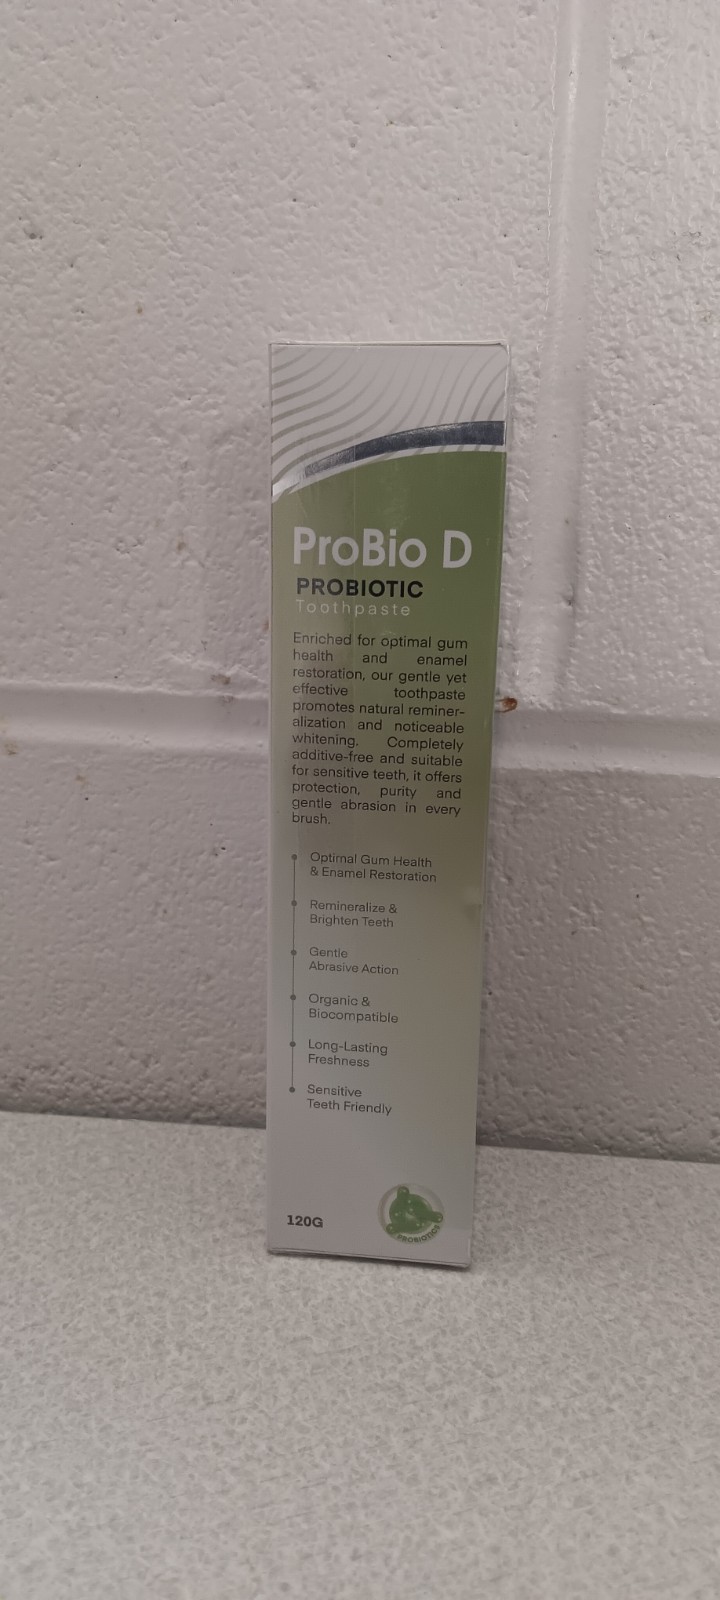 ProBio D
PROBIOTIC
Toothpaste
Enriched for optimal gum
health and enamel
restoration, our gentle yet
effective toothpaste
promotes natural reminer-
alization and noticeable
whitening. Completely
additive-free and suitable
for sensitive teeth, it offers
protection, purity and
gentle abrasion in every
brush.
Optimal Gum Health
& Enamel Restoration
Remineralize &
Brighten Teeth
Gentle
Abrasive Action
Organic &
Biocompatible
Long-Lasting
Freshness
Sensitive
Teeth Friendly
120G
PROBIOTICS